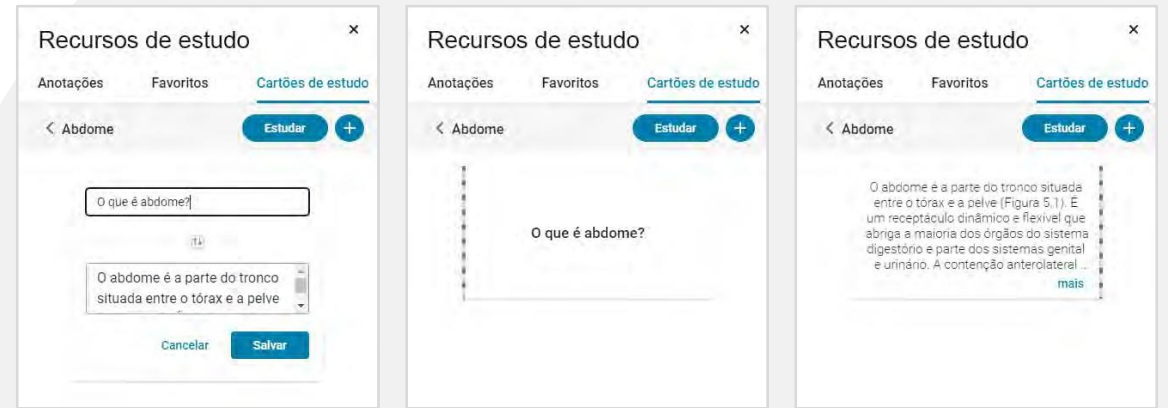 Recursos de estudo ×
Anotações Favoritos Cartões de estudo
< Abdome Estudar +
O que é abdome?
O abdome é a parte do tronco
situada entre o tórax e a pelve
Cancelar Salvar
Recursos de estudo ×
Anotações Favoritos Cartões de estudo
< Abdome Estudar +
O que é abdome?
Recursos de estudo ×
Anotações Favoritos Cartões de estudo
< Abdome Estudar +
O abdome é a parte do tronco situada
entre o tórax e a pelve (Figura 5.1). É
um receptáculo dinâmico e flexível que
abriga a maioria dos órgãos do sistema
digestório e parte dos sistemas genital
e urinário. A contenção anterolateral ...
mais